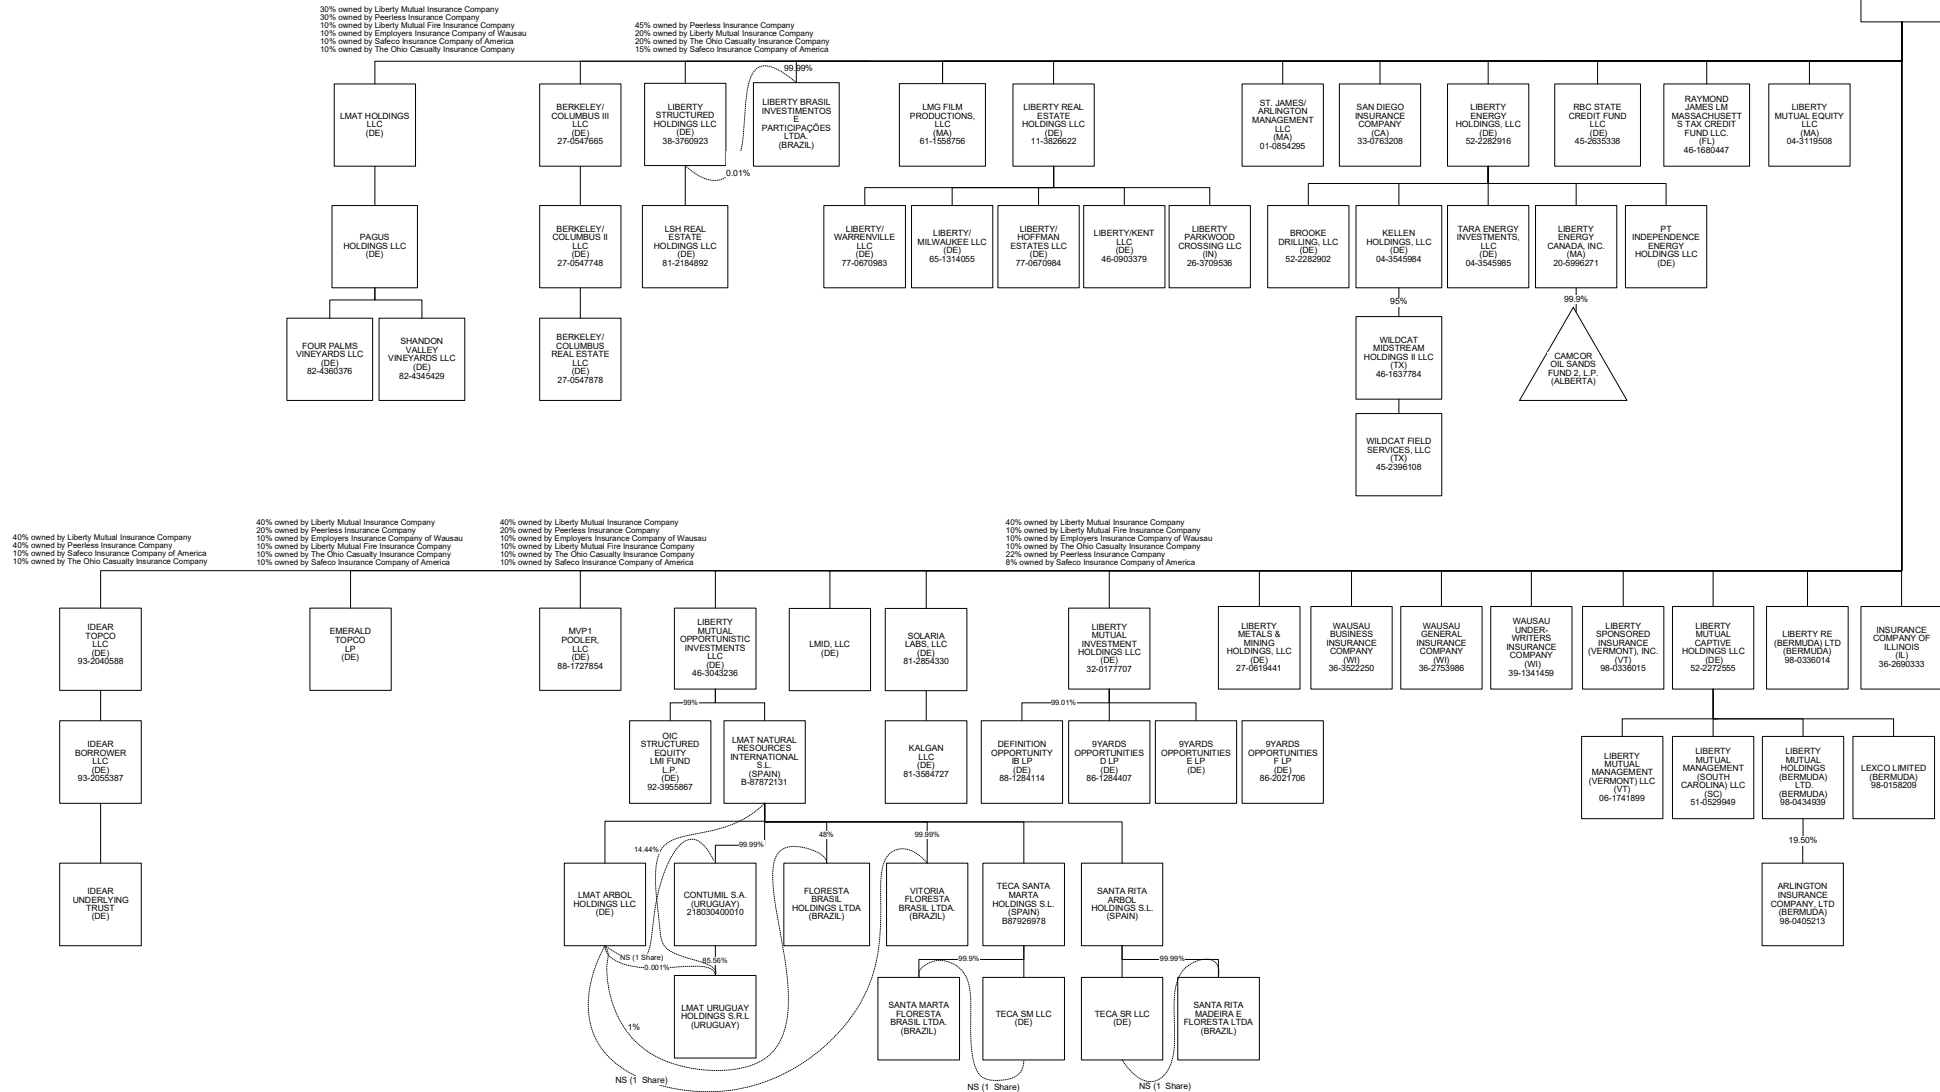 30% owned by Liberty Mutual Insurance Company
30% owned by Peerless Insurance Company
10% owned by Liberty Mutual Fire Insurance Company
10% owned by Employers Insurance Company of Wausau
10% owned by Safeco Insurance Company of America
10% owned by The Ohio Casualty Insurance Company
45% owned by Peerless Insurance Company
20% owned by Liberty Mutual Insurance Company
20% owned by The Ohio Casualty Insurance Company
15% owned by Safeco Insurance Company of America
LMAT HOLDINGS
LLC
(DE)
BERKELEY/
COLUMBUS III
LLC
(DE)
27-0547665
LIBERTY
STRUCTURED
HOLDINGS LLC
(DE)
38-3760923
99.99%
0.01%
LIBERTY BRASIL
INVESTIMENTOS
E
PARTICIPAÇÕES
LTDA.
(BRAZIL)
LMG FILM
PRODUCTIONS,
LLC
(MA)
61-1558756
LIBERTY REAL
ESTATE
HOLDINGS LLC
(DE)
11-3826622
ST. JAMES/
ARLINGTON
MANAGEMENT
LLC
(MA)
01-0854295
SAN DIEGO
INSURANCE
COMPANY
(CA)
33-0763208
LIBERTY
ENERGY
HOLDINGS, LLC
(DE)
52-2282916
RBC STATE
CREDIT FUND
LLC
(DE)
45-2635338
RAYMOND
JAMES LM
MASSACHUSETT
S TAX CREDIT
FUND LLC.
(FL)
46-1680447
LIBERTY
MUTUAL EQUITY
LLC
(MA)
04-3119508
PAGUS
HOLDINGS LLC
(DE)
BERKELEY/
COLUMBUS II
LLC
(DE)
27-0547748
LSH REAL
ESTATE
HOLDINGS LLC
(DE)
81-2184892
LIBERTY/
WARRENVILLE
LLC
(DE)
77-0670983
LIBERTY/
MILWAUKEE LLC
(DE)
65-1314055
LIBERTY/
HOFFMAN
ESTATES LLC
(DE)
77-0670984
LIBERTY/KENT
LLC
(DE)
46-0903379
LIBERTY
PARKWOOD
CROSSING LLC
(IN)
26-3709536
BROOKE
DRILLING, LLC
(DE)
52-2282902
KELLEN
HOLDINGS, LLC
(DE)
04-3545984
TARA ENERGY
INVESTMENTS,
LLC
(DE)
04-3545985
LIBERTY
ENERGY
CANADA, INC.
(MA)
20-5996271
PT
INDEPENDENCE
ENERGY
HOLDINGS LLC
(DE)
95%
99.9%
FOUR PALMS
VINEYARDS LLC
(DE)
82-4360376
SHANDON
VALLEY
VINEYARDS LLC
(DE)
82-4345429
BERKELEY/
COLUMBUS
REAL ESTATE
LLC
(DE)
27-0547878
WILDCAT
MIDSTREAM
HOLDINGS II LLC
(TX)
46-1637784
CAMCOR
OIL SANDS
FUND 2, L.P.
(ALBERTA)
WILDCAT FIELD
SERVICES, LLC
(TX)
45-2396108
40% owned by Liberty Mutual Insurance Company
40% owned by Peerless Insurance Company
10% owned by Safeco Insurance Company of America
10% owned by The Ohio Casualty Insurance Company
40% owned by Liberty Mutual Insurance Company
20% owned by Peerless Insurance Company
10% owned by Employers Insurance Company of Wausau
10% owned by Liberty Mutual Fire Insurance Company
10% owned by The Ohio Casualty Insurance Company
10% owned by Safeco Insurance Company of America
40% owned by Liberty Mutual Insurance Company
20% owned by Peerless Insurance Company
10% owned by Employers Insurance Company of Wausau
10% owned by Liberty Mutual Fire Insurance Company
10% owned by The Ohio Casualty Insurance Company
10% owned by Safeco Insurance Company of America
40% owned by Liberty Mutual Insurance Company
10% owned by Liberty Mutual Fire Insurance Company
10% owned by Employers Insurance Company of Wausau
10% owned by The Ohio Casualty Insurance Company
22% owned by Peerless Insurance Company
8% owned by Safeco Insurance Company of America
IDEAR
TOPCO
LLC
(DE)
93-2040588
EMERALD
TOPCO
LP
(DE)
MVP1
POOLER,
LLC
(DE)
88-1727854
LIBERTY
MUTUAL
OPPORTUNISTIC
INVESTMENTS
LLC
(DE)
46-3043236
LMID, LLC
(DE)
SOLARIA
LABS, LLC
(DE)
81-2854330
LIBERTY
MUTUAL
INVESTMENT
HOLDINGS LLC
(DE)
32-0177707
LIBERTY
METALS &
MINING
HOLDINGS, LLC
(DE)
27-0619441
WAUSAU
BUSINESS
INSURANCE
COMPANY
(WI)
36-3522250
WAUSAU
GENERAL
INSURANCE
COMPANY
(WI)
36-2753986
WAUSAU
UNDER-
WRITERS
INSURANCE
COMPANY
(WI)
39-1341459
LIBERTY
SPONSORED
INSURANCE
(VERMONT), INC.
(VT)
98-0336015
LIBERTY
MUTUAL
CAPTIVE
HOLDINGS LLC
(DE)
52-2272555
LIBERTY RE
(BERMUDA) LTD
(BERMUDA)
98-0336014
INSURANCE
COMPANY OF
ILLINOIS
(IL)
36-2690333
99%
99.01%
IDEAR
BORROWER
LLC
(DE)
93-2055387
OIC
STRUCTURED
EQUITY
LMI FUND
L.P.
(DE)
92-3955867
LMAT NATURAL
RESOURCES
INTERNATIONAL
S.L.
(SPAIN)
B-87872131
KALGAN
LLC
(DE)
81-3584727
DEFINITION
OPPORTUNITY
IB LP
(DE)
88-1284114
9YARDS
OPPORTUNITIES
D LP
(DE)
86-1284407
9YARDS
OPPORTUNITIES
E LP
(DE)
9YARDS
OPPORTUNITIES
F LP
(DE)
86-2021706
LIBERTY
MUTUAL
MANAGEMENT
(VERMONT) LLC
(VT)
06-1741899
LIBERTY
MUTUAL
MANAGEMENT
(SOUTH
CAROLINA) LLC
(SC)
51-0529949
LIBERTY
MUTUAL
HOLDINGS
(BERMUDA)
LTD.
(BERMUDA)
98-0434939
LEXCO LIMITED
(BERMUDA)
98-0158209
14.44%
99.99%
48%
99.99%
19.50%
IDEAR
UNDERLYING
TRUST
(DE)
LMAT ARBOL
HOLDINGS LLC
(DE)
CONTUMIL S.A.
(URUGUAY)
218030400010
FLORESTA
BRASIL
HOLDINGS LTDA
(BRAZIL)
VITORIA
FLORESTA
BRASIL LTDA.
(BRAZIL)
TECA SANTA
MARTA
HOLDINGS S.L.
(SPAIN)
B87926978
SANTA RITA
ARBOL
HOLDINGS S.L.
(SPAIN)
ARLINGTON
INSURANCE
COMPANY, LTD
(BERMUDA)
98-0405213
NS (1 Share)
0.001%
85.56%
99.9%
99.99%
LMAT URUGUAY
HOLDINGS S.R.L
(URUGUAY)
SANTA MARTA
FLORESTA
BRASIL LTDA.
(BRAZIL)
TECA SM LLC
(DE)
TECA SR LLC
(DE)
SANTA RITA
MADEIRA E
FLORESTA LTDA
(BRAZIL)
1%
NS (1 Share)
NS (1 Share)
NS (1 Share)